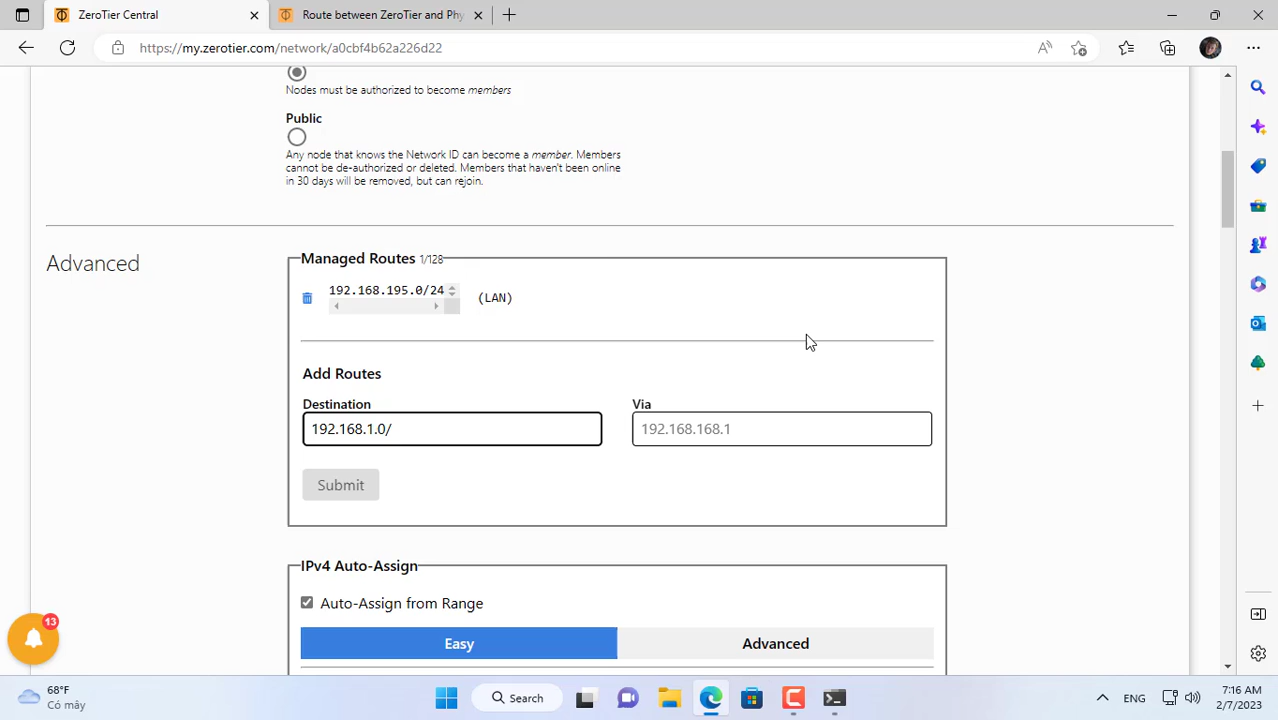 ZeroTier Central
Route between ZeroTier and Phy
https://my.zerotier.com/network/a0cbf4b62a226d22
Nodes must be authorized to become members
Public
Any node that knows the Network ID can become a member. Members
cannot be de-authorized or deleted. Members that haven't been online
in 30 days will be removed, but can rejoin.
Advanced
Managed Routes 1/128
192.168.195.0/24
(LAN)
Add Routes
Destination
Via
192.168.1.0/
192.168.168.1
Submit
IPv4 Auto-Assign
Auto-Assign from Range
Easy
Advanced
13
68°F
Có mây
Search
ENG
7:16 AM
2/7/2023